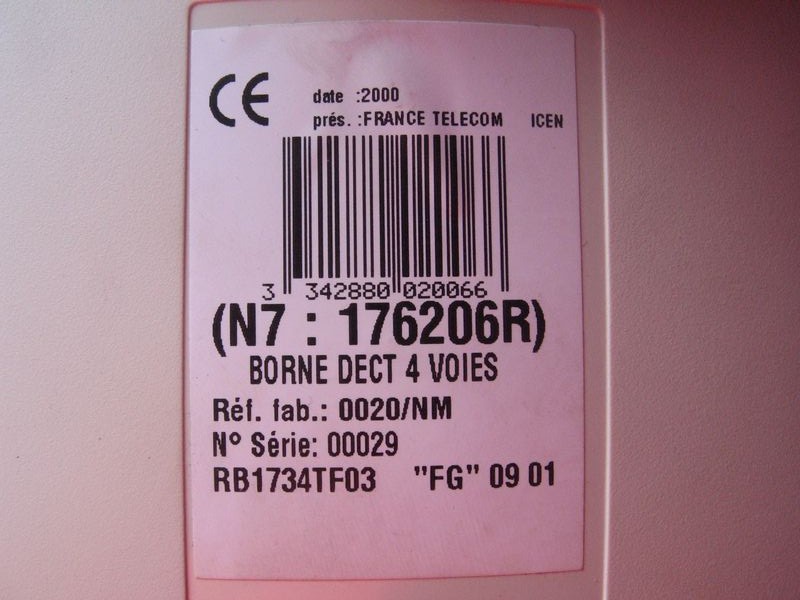 CE
date :2000
prés. :FRANCE TELECOM ICEN
3 342880 020066
(N7 : 176206R)
BORNE DECT 4 VOIES
Réf. fab.: 0020/NM
N° Série: 00029
RB1734TF03 "FG" 09 01